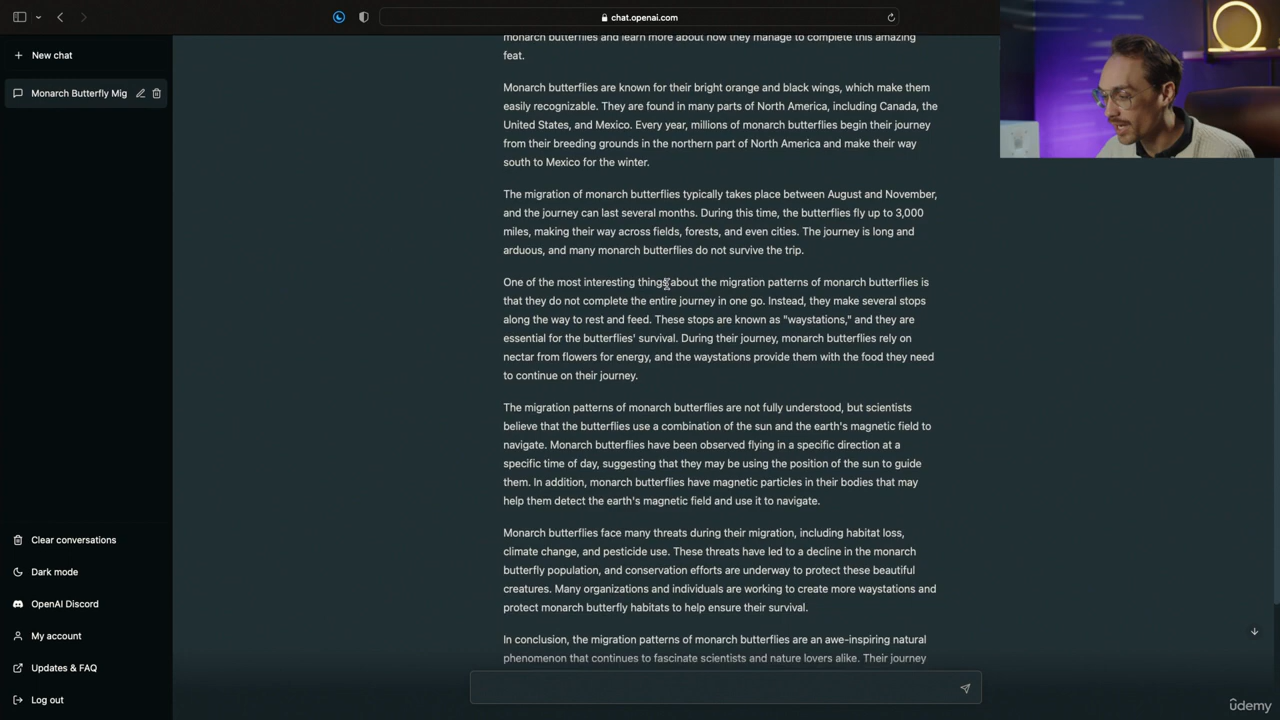 chat.openai.com
New chat
Monarch Butterfly Mig
monarch butterflies and learn more about how they manage to complete this amazing
feat.
Monarch butterflies are known for their bright orange and black wings, which make them
easily recognizable. They are found in many parts of North America, including Canada, the
United States, and Mexico. Every year, millions of monarch butterflies begin their journey
from their breeding grounds in the northern part of North America and make their way
south to Mexico for the winter.
The migration of monarch butterflies typically takes place between August and November,
and the journey can last several months. During this time, the butterflies fly up to 3,000
miles, making their way across fields, forests, and even cities. The journey is long and
arduous, and many monarch butterflies do not survive the trip.
One of the most interesting things about the migration patterns of monarch butterflies is
that they do not complete the entire journey in one go. Instead, they make several stops
along the way to rest and feed. These stops are known as "waystations," and they are
essential for the butterflies' survival. During their journey, monarch butterflies rely on
nectar from flowers for energy, and the waystations provide them with the food they need
to continue on their journey.
The migration patterns of monarch butterflies are not fully understood, but scientists
believe that the butterflies use a combination of the sun and the earth's magnetic field to
navigate. Monarch butterflies have been observed flying in a specific direction at a
specific time of day, suggesting that they may be using the position of the sun to guide
them. In addition, monarch butterflies have magnetic particles in their bodies that may
help them detect the earth's magnetic field and use it to navigate.
Monarch butterflies face many threats during their migration, including habitat loss,
climate change, and pesticide use. These threats have led to a decline in the monarch
butterfly population, and conservation efforts are underway to protect these beautiful
creatures. Many organizations and individuals are working to create more waystations and
protect monarch butterfly habitats to help ensure their survival.
In conclusion, the migration patterns of monarch butterflies are an awe-inspiring natural
phenomenon that continues to fascinate scientists and nature lovers alike. Their journey
Clear conversations
Dark mode
OpenAI Discord
My account
Updates & FAQ
Log out
ûdemy